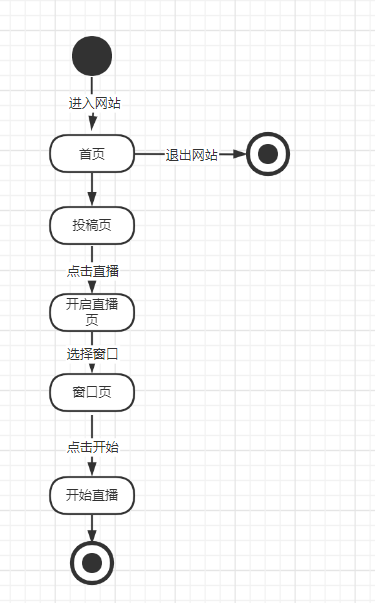 进入网站
首页
退出网站
投稿页
点击直播
开启直播
页
选择窗口
窗口页
点击开始
开始直播